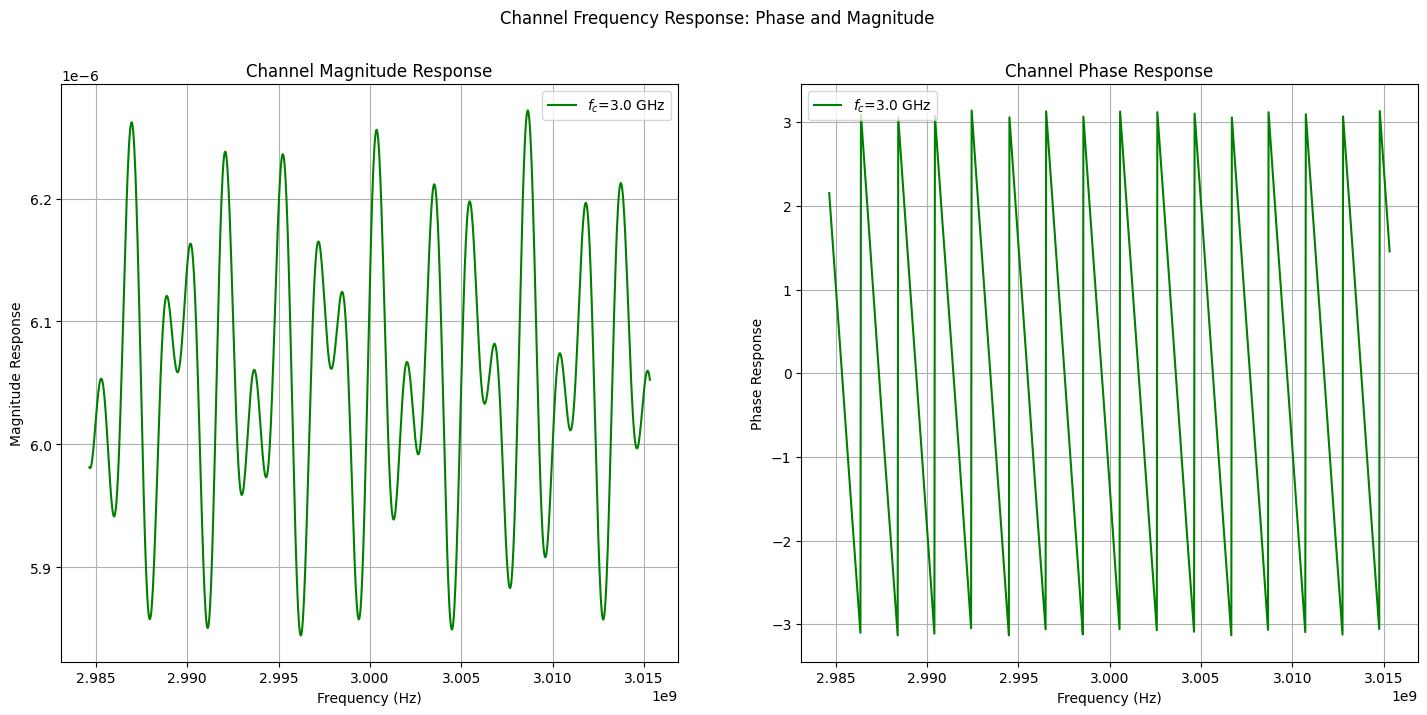 Channel Frequency Response: Phase and Magnitude
Channel Magnitude Response
1e−6
f_c=3.0 GHz
6.2
6.1
6.0
5.9
Magnitude Response
2.985 2.990 2.995 3.000 3.005 3.010 3.015
1e9
Frequency (Hz)
Channel Phase Response
f_c=3.0 GHz
3
2
1
0
−1
−2
−3
Phase Response
2.985 2.990 2.995 3.000 3.005 3.010 3.015
1e9
Frequency (Hz)